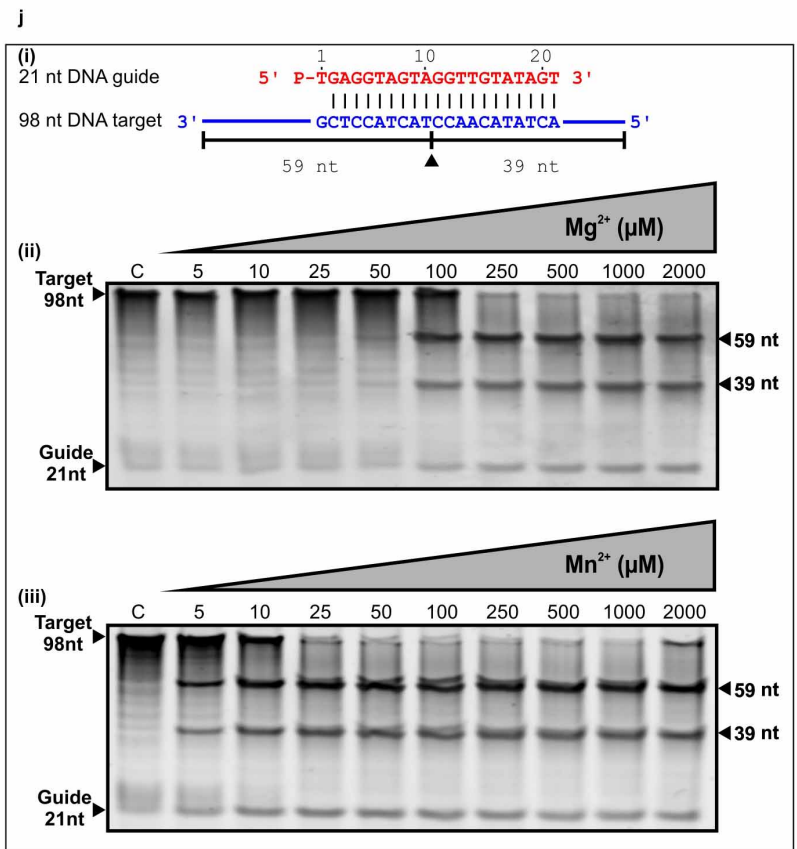 j
(i)
1 10 20
21 nt DNA guide 5' P-TGAGGTAGTAGGTTGTATAGT 3'
98 nt DNA target 3' GCTCCATCATCCAACATATCA 5'
59 nt 39 nt
Mg2+ (µM)
(ii)
C 5 10 25 50 100 250 500 1000 2000
Target
98nt
59 nt
39 nt
Guide
21nt
Mn2+ (µM)
(iii)
C 5 10 25 50 100 250 500 1000 2000
Target
98nt
59 nt
39 nt
Guide
21nt